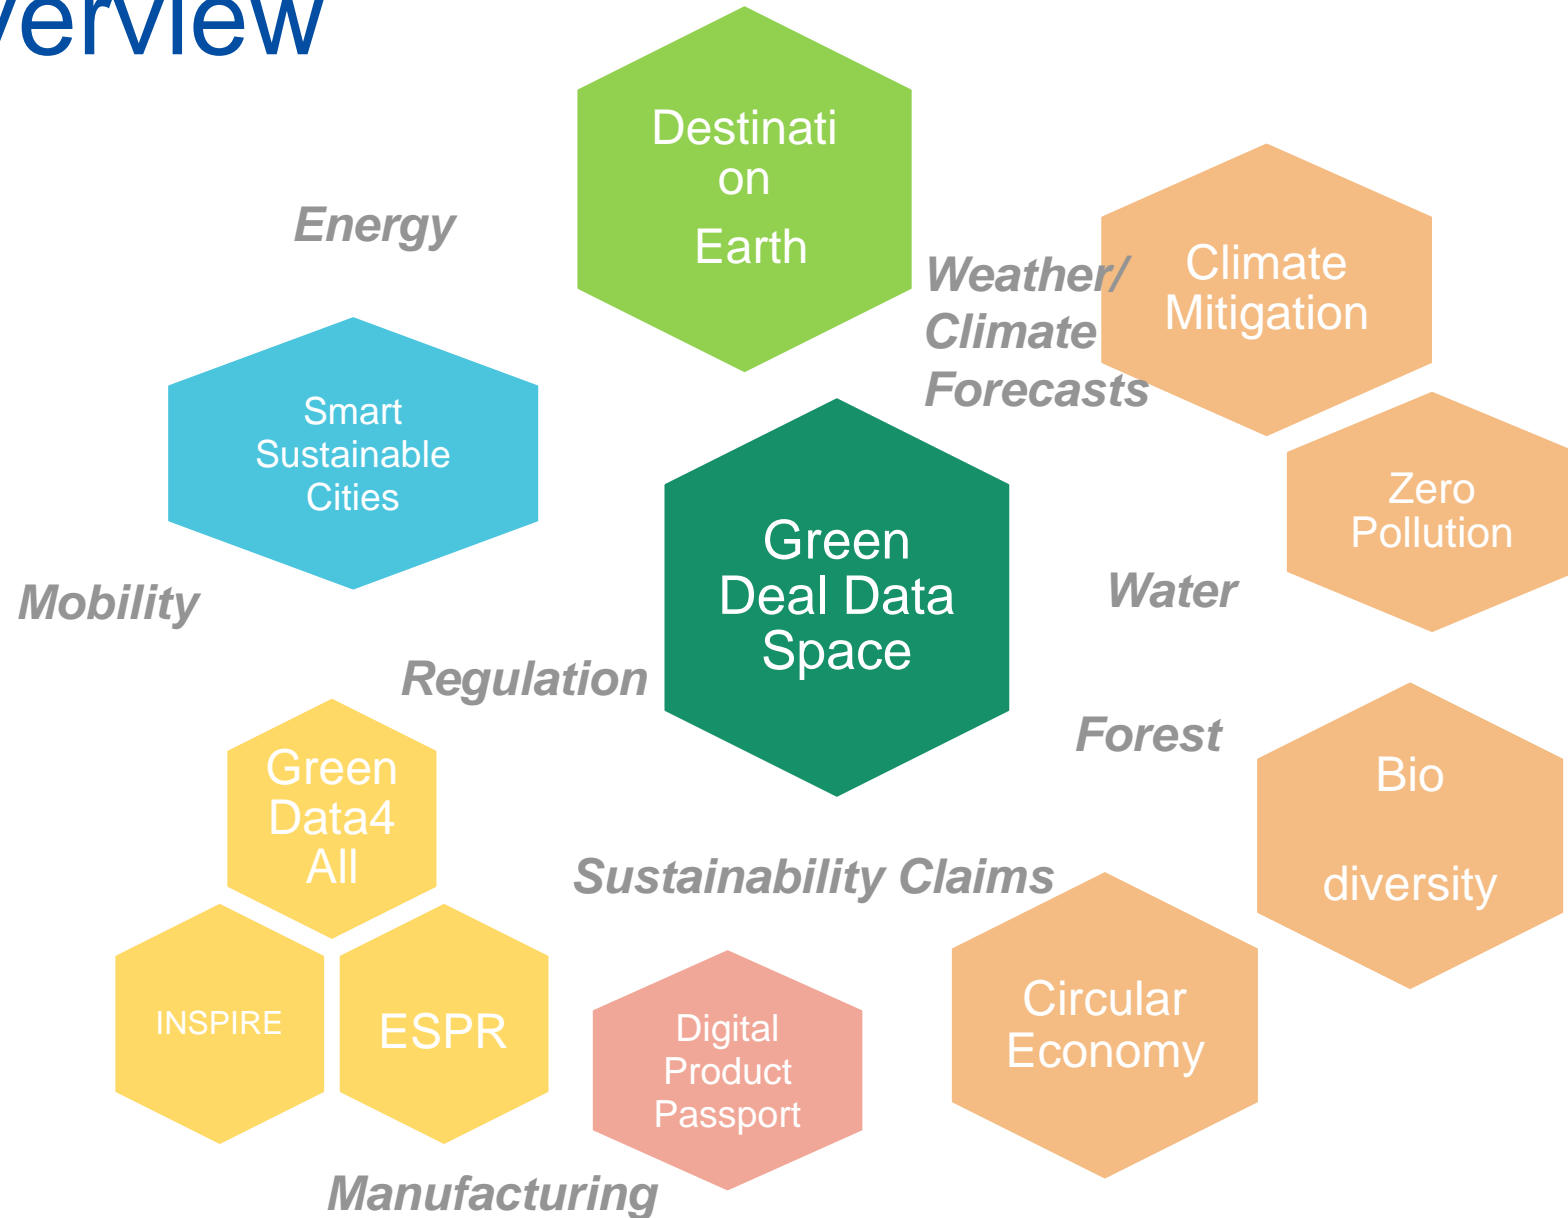 verview
Destinati
on
Earth
Energy
Weather/
Climate
Forecasts
Climate
Mitigation
Smart
Sustainable
Cities
Zero
Pollution
Green
Deal Data
Space
Mobility
Water
Regulation
Forest
Green
Data4
All
Bio
diversity
Sustainability Claims
INSPIRE
ESPR
Digital
Product
Passport
Circular
Economy
Manufacturing